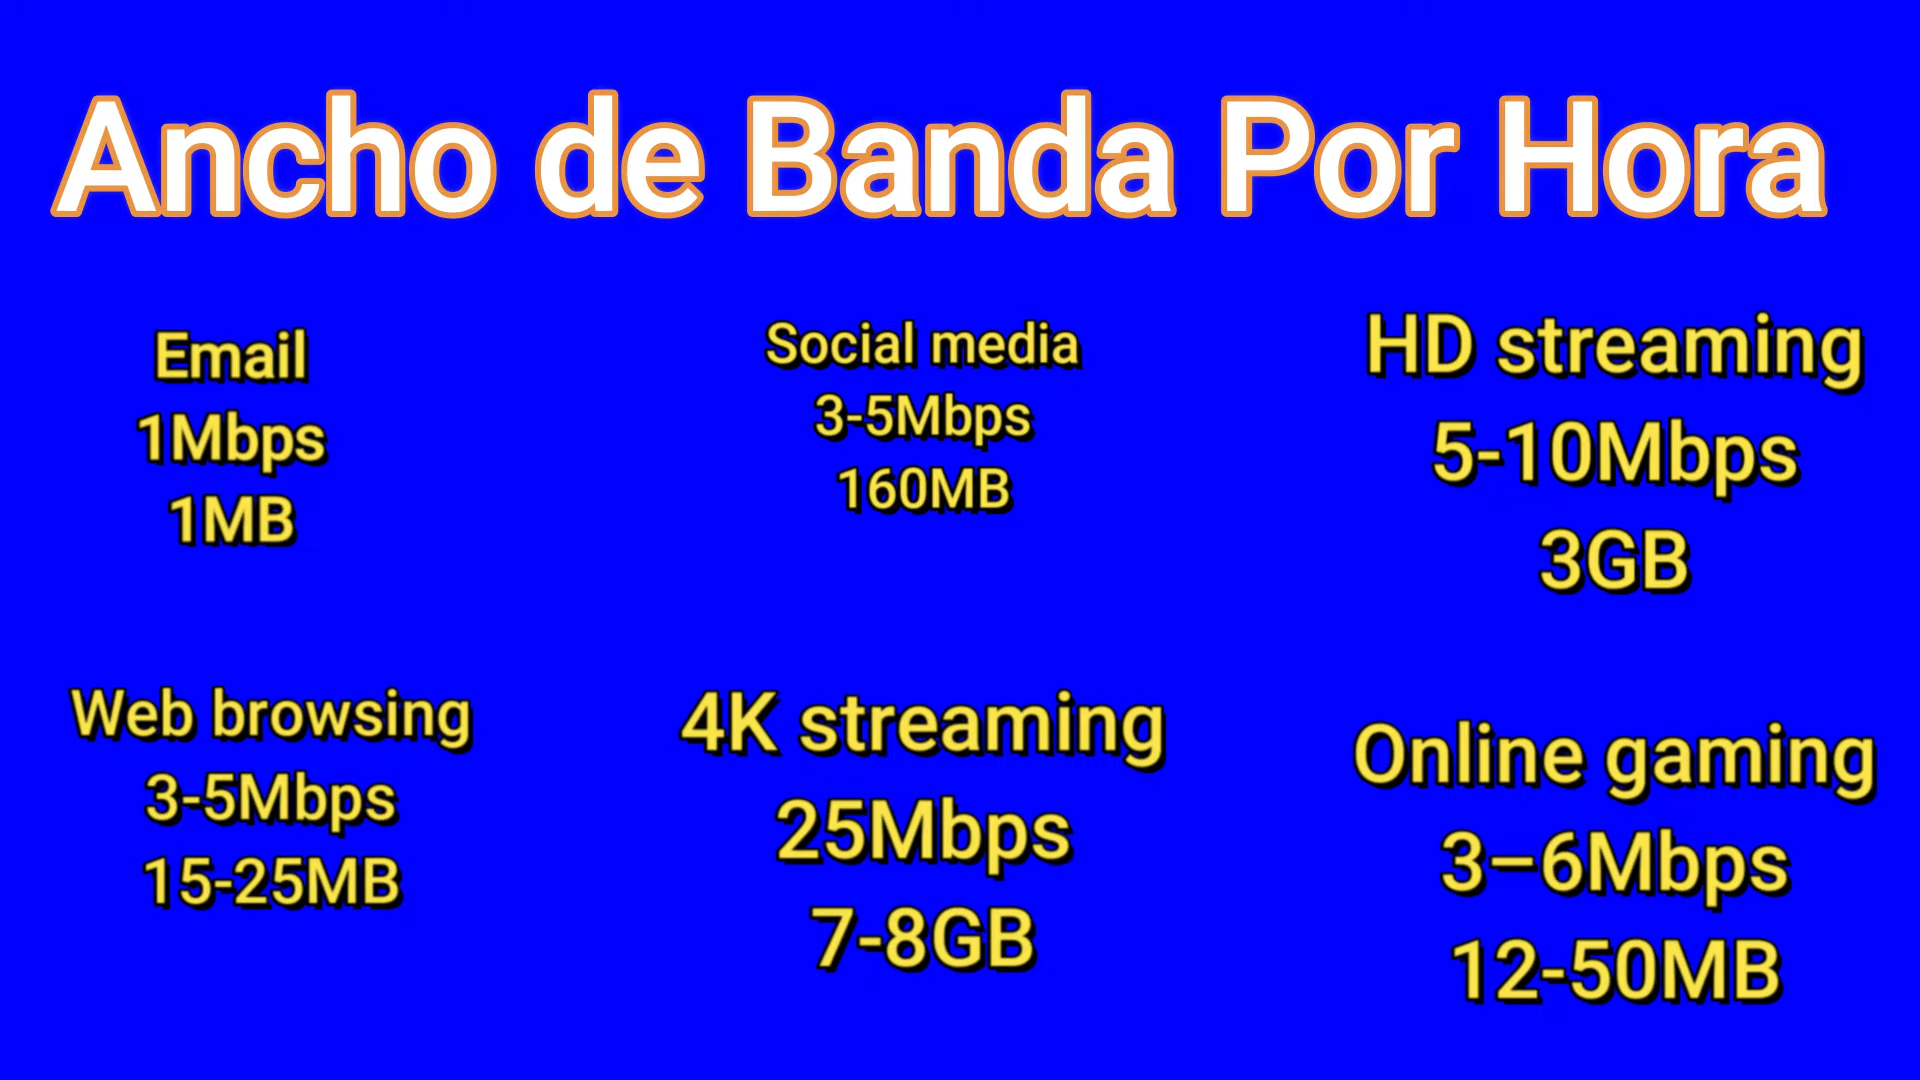 Ancho de Banda Por Hora
Email
1Mbps
1MB
Social media
3-5Mbps
160MB
HD streaming
5-10Mbps
3GB
Web browsing
3-5Mbps
15-25MB
4K streaming
25Mbps
7-8GB
Online gaming
3–6Mbps
12-50MB